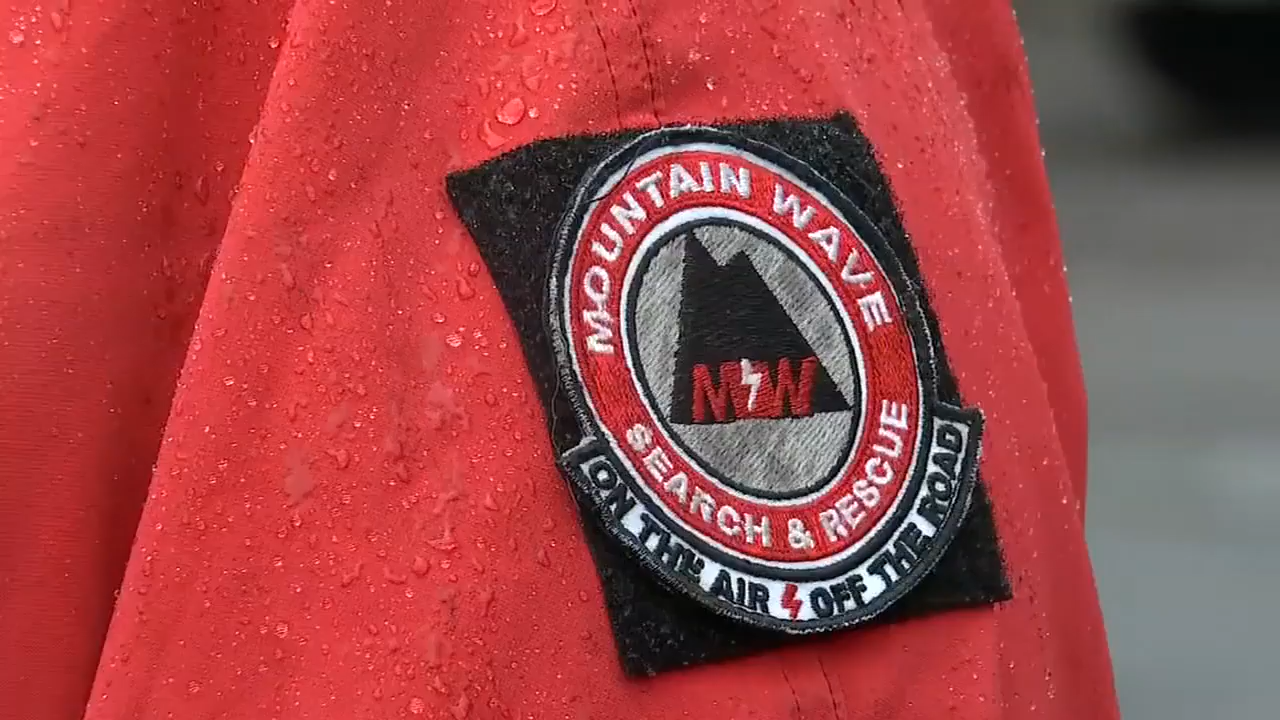 MOUNTAIN WAVE
MW
SEARCH & RESCUE
ON THE AIR OFF THE ROAD